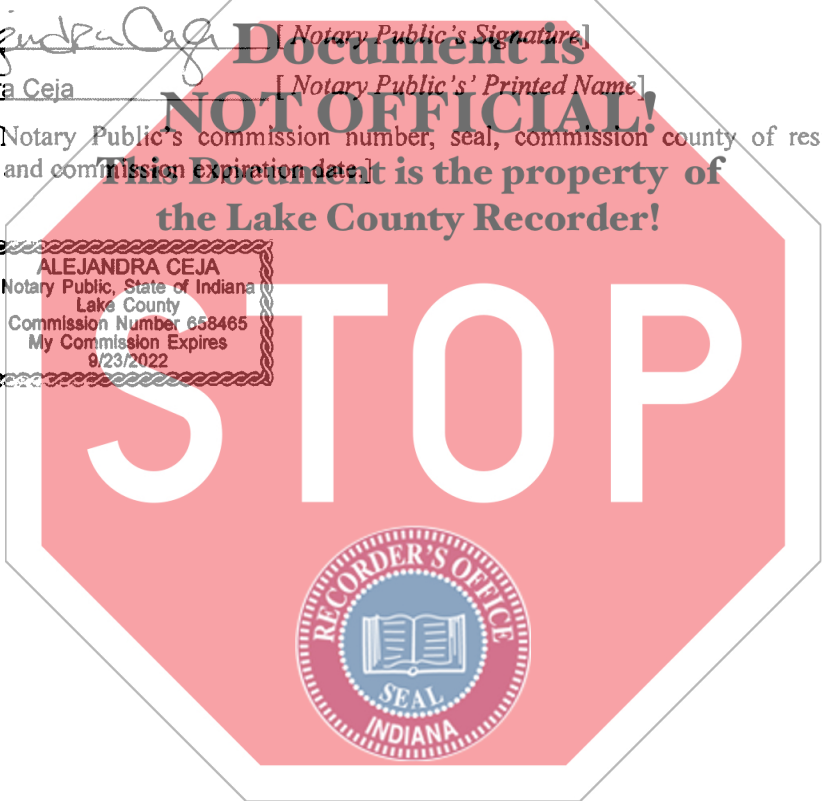 [ Notary Public's Signature]
Document is
a Ceja [ Notary Public's' Printed Name]
NOT OFFICIAL!
Notary Public's commission number, seal, commission county of res
and commission expiration date.]
This Document is the property of
the Lake County Recorder!
ALEJANDRA CEJA
Notary Public, State of Indiana
Lake County
Commission Number 658465
My Commission Expires
9/23/2022
STOP
RECORDER'S OFFICE
SEAL
INDIANA